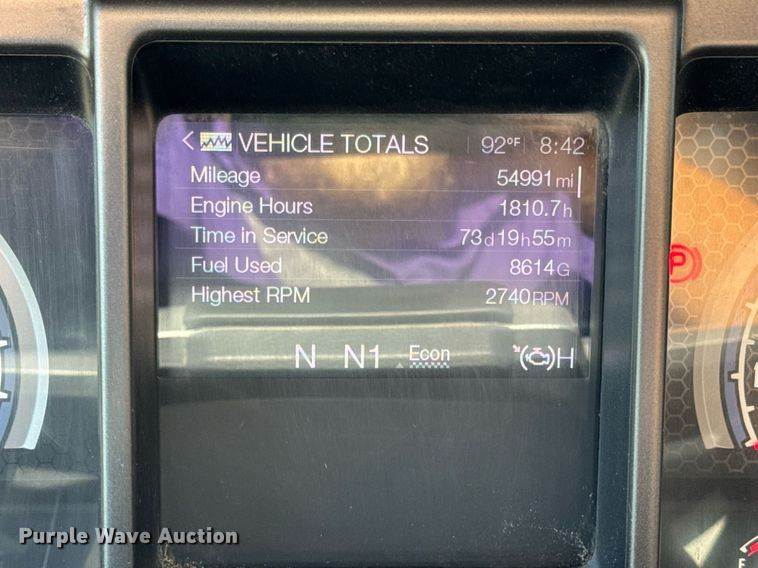 < VEHICLE TOTALS 92°F 8:42
Mileage 54991 mi
Engine Hours 1810.7h
Time in Service 73d19h55m
Fuel Used 8614G
Highest RPM 2740RPM
N N1 Econ H
P
Purple Wave Auction®
F